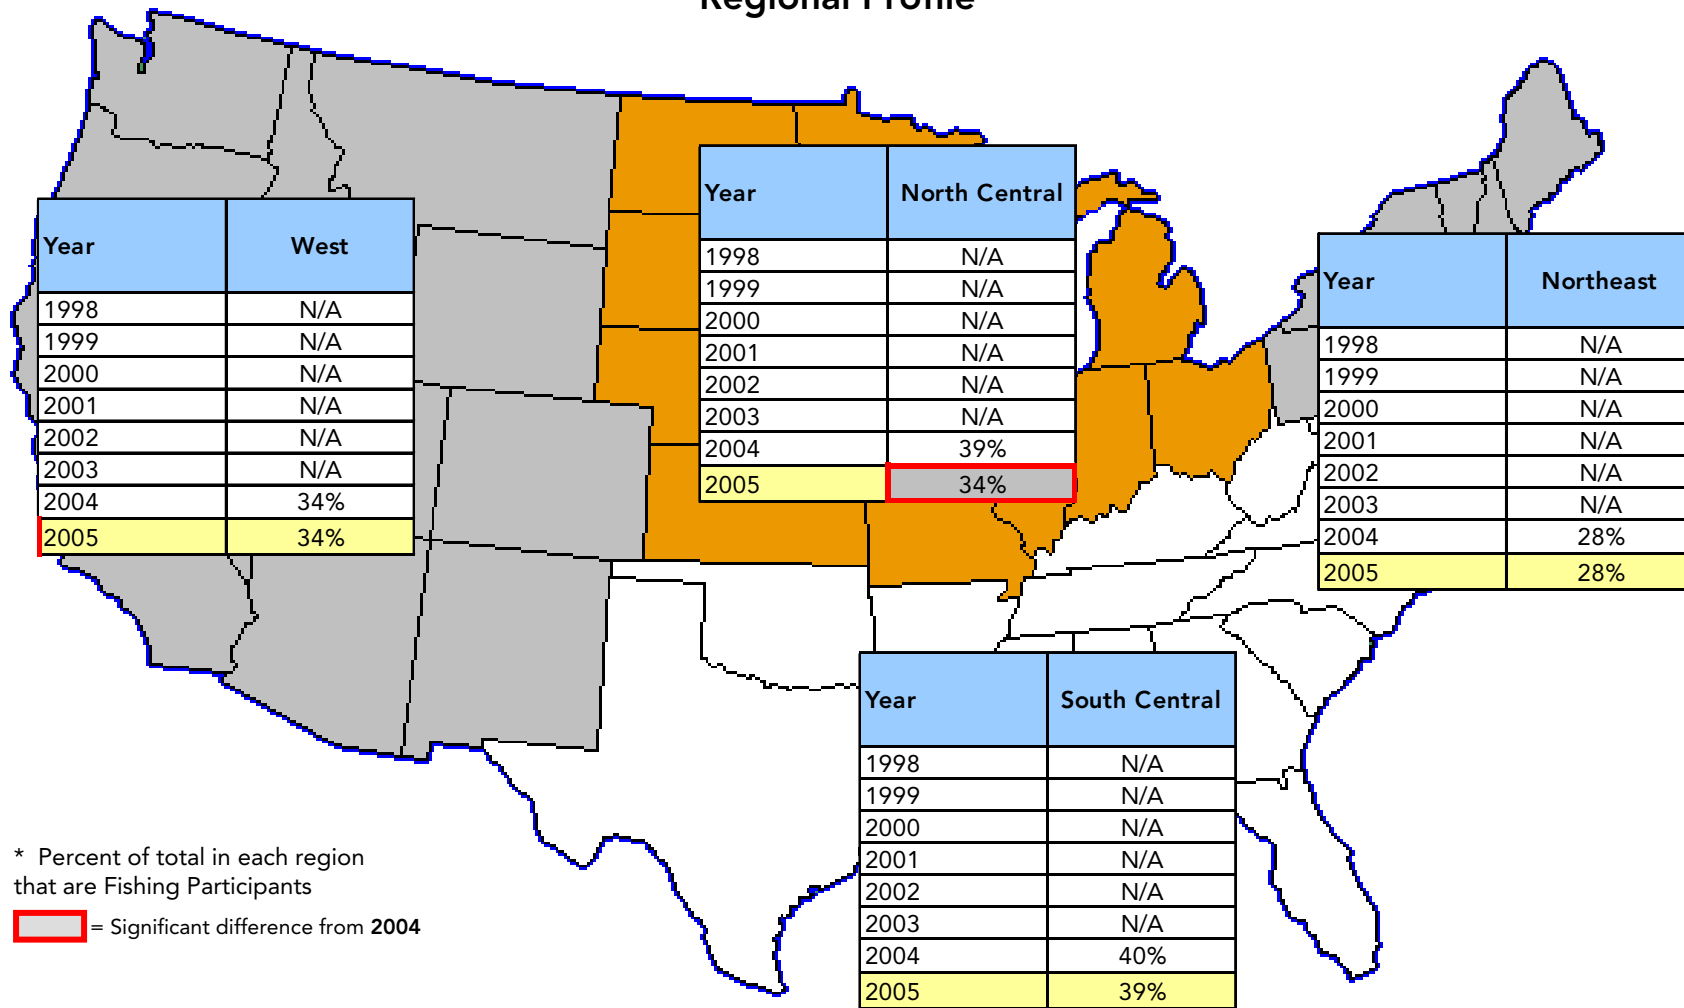 Regional Profile
Year North Central
1998 N/A
1999 N/A
2000 N/A
2001 N/A
2002 N/A
2003 N/A
2004 39%
2005 34%
Year West
1998 N/A
1999 N/A
2000 N/A
2001 N/A
2002 N/A
2003 N/A
2004 34%
2005 34%
Year Northeast
1998 N/A
1999 N/A
2000 N/A
2001 N/A
2002 N/A
2003 N/A
2004 28%
2005 28%
Year South Central
1998 N/A
1999 N/A
2000 N/A
2001 N/A
2002 N/A
2003 N/A
2004 40%
2005 39%
* Percent of total in each region
that are Fishing Participants
= Significant difference from 2004